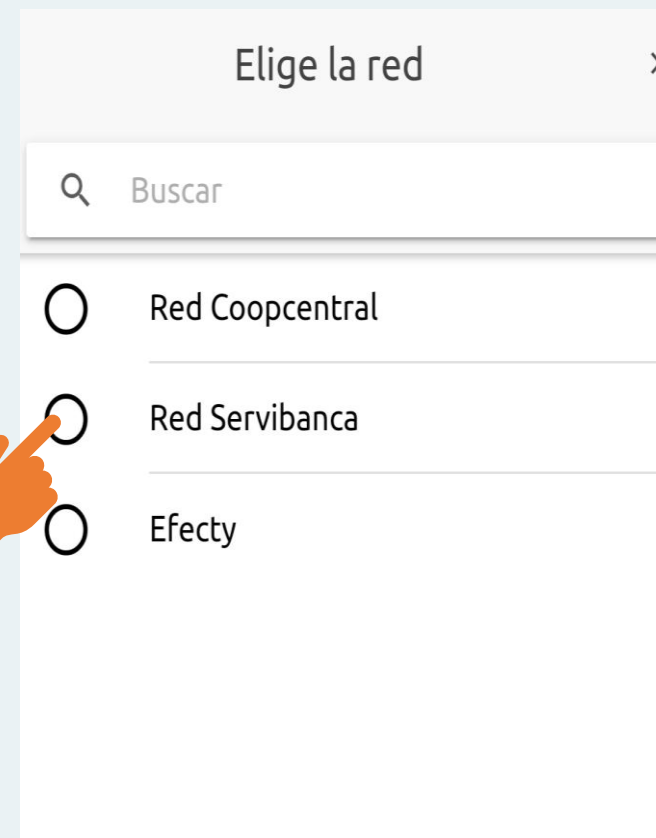 Elige la red
Buscar
Red Coopcentral
Red Servibanca
Efecty